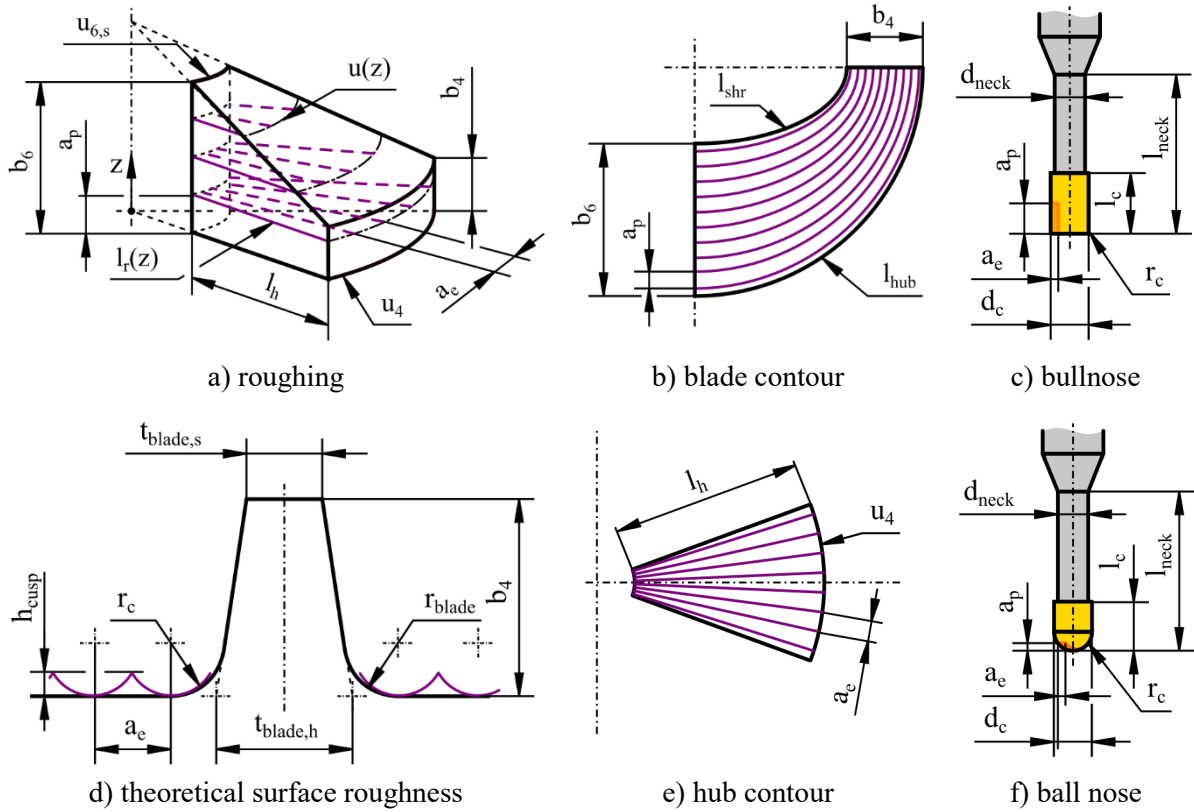 u6,s
u(z)
b4
ap
b6
z
lr(z)
lh
u4
ae
a) roughing
b4
lshr
b6
ap
lhub
b) blade contour
dneck
lneck
ap
lc
ae
rc
dc
c) bullnose
tblade,s
hcusp
rc
rblade
b4
ae
tblade,h
d) theoretical surface roughness
lh
u4
ae
e) hub contour
dneck
lc
lneck
ap
ae
rc
dc
f) ball nose